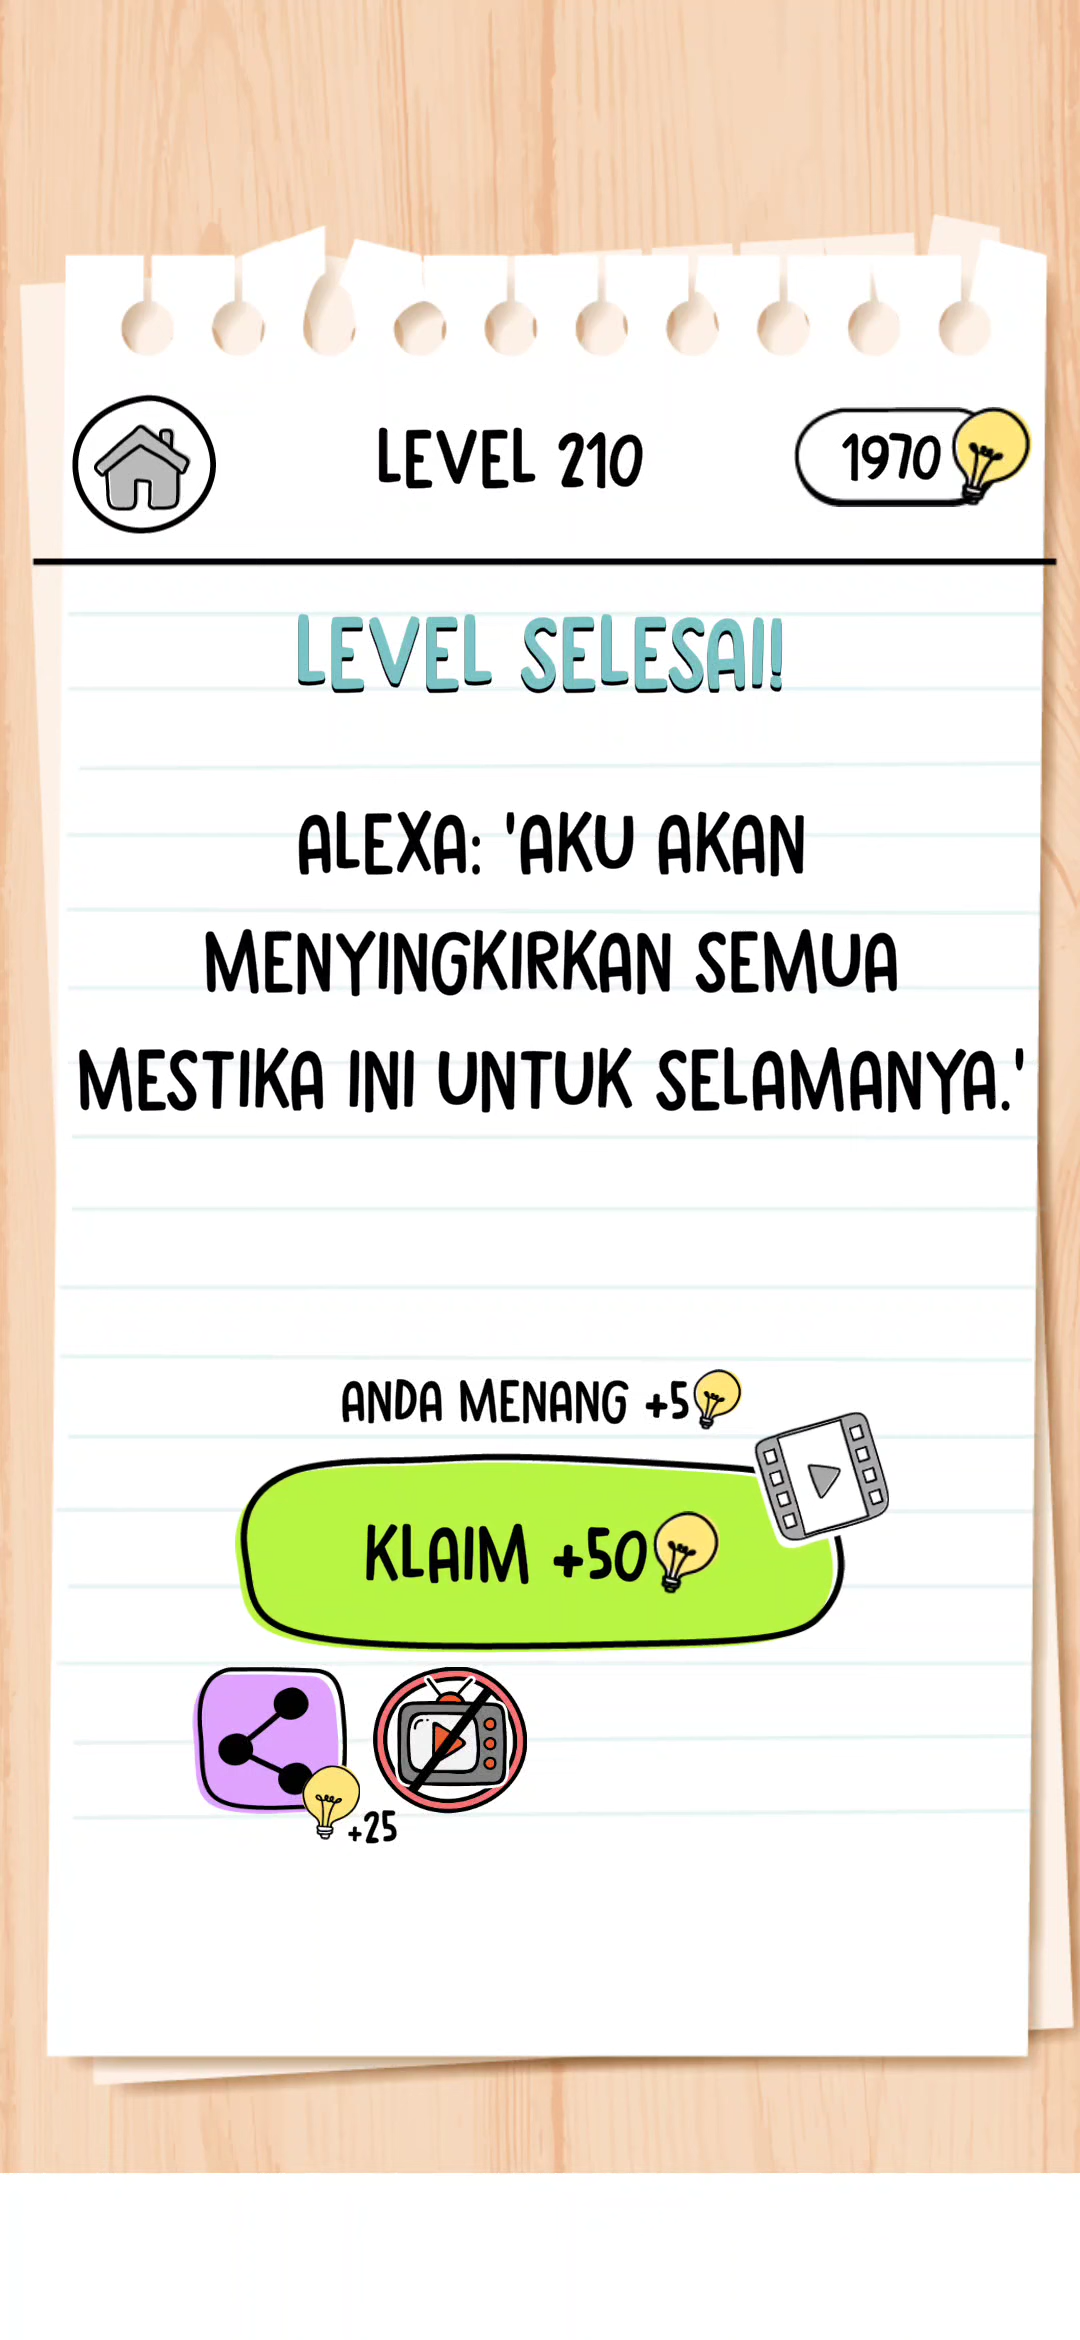 LEVEL 210
1970
LEVEL SELESAI!
ALEXA: 'AKU AKAN
MENYINGKIRKAN SEMUA
MESTIKA INI UNTUK SELAMANYA.'
ANDA MENANG +5
KLAIM +50
+25